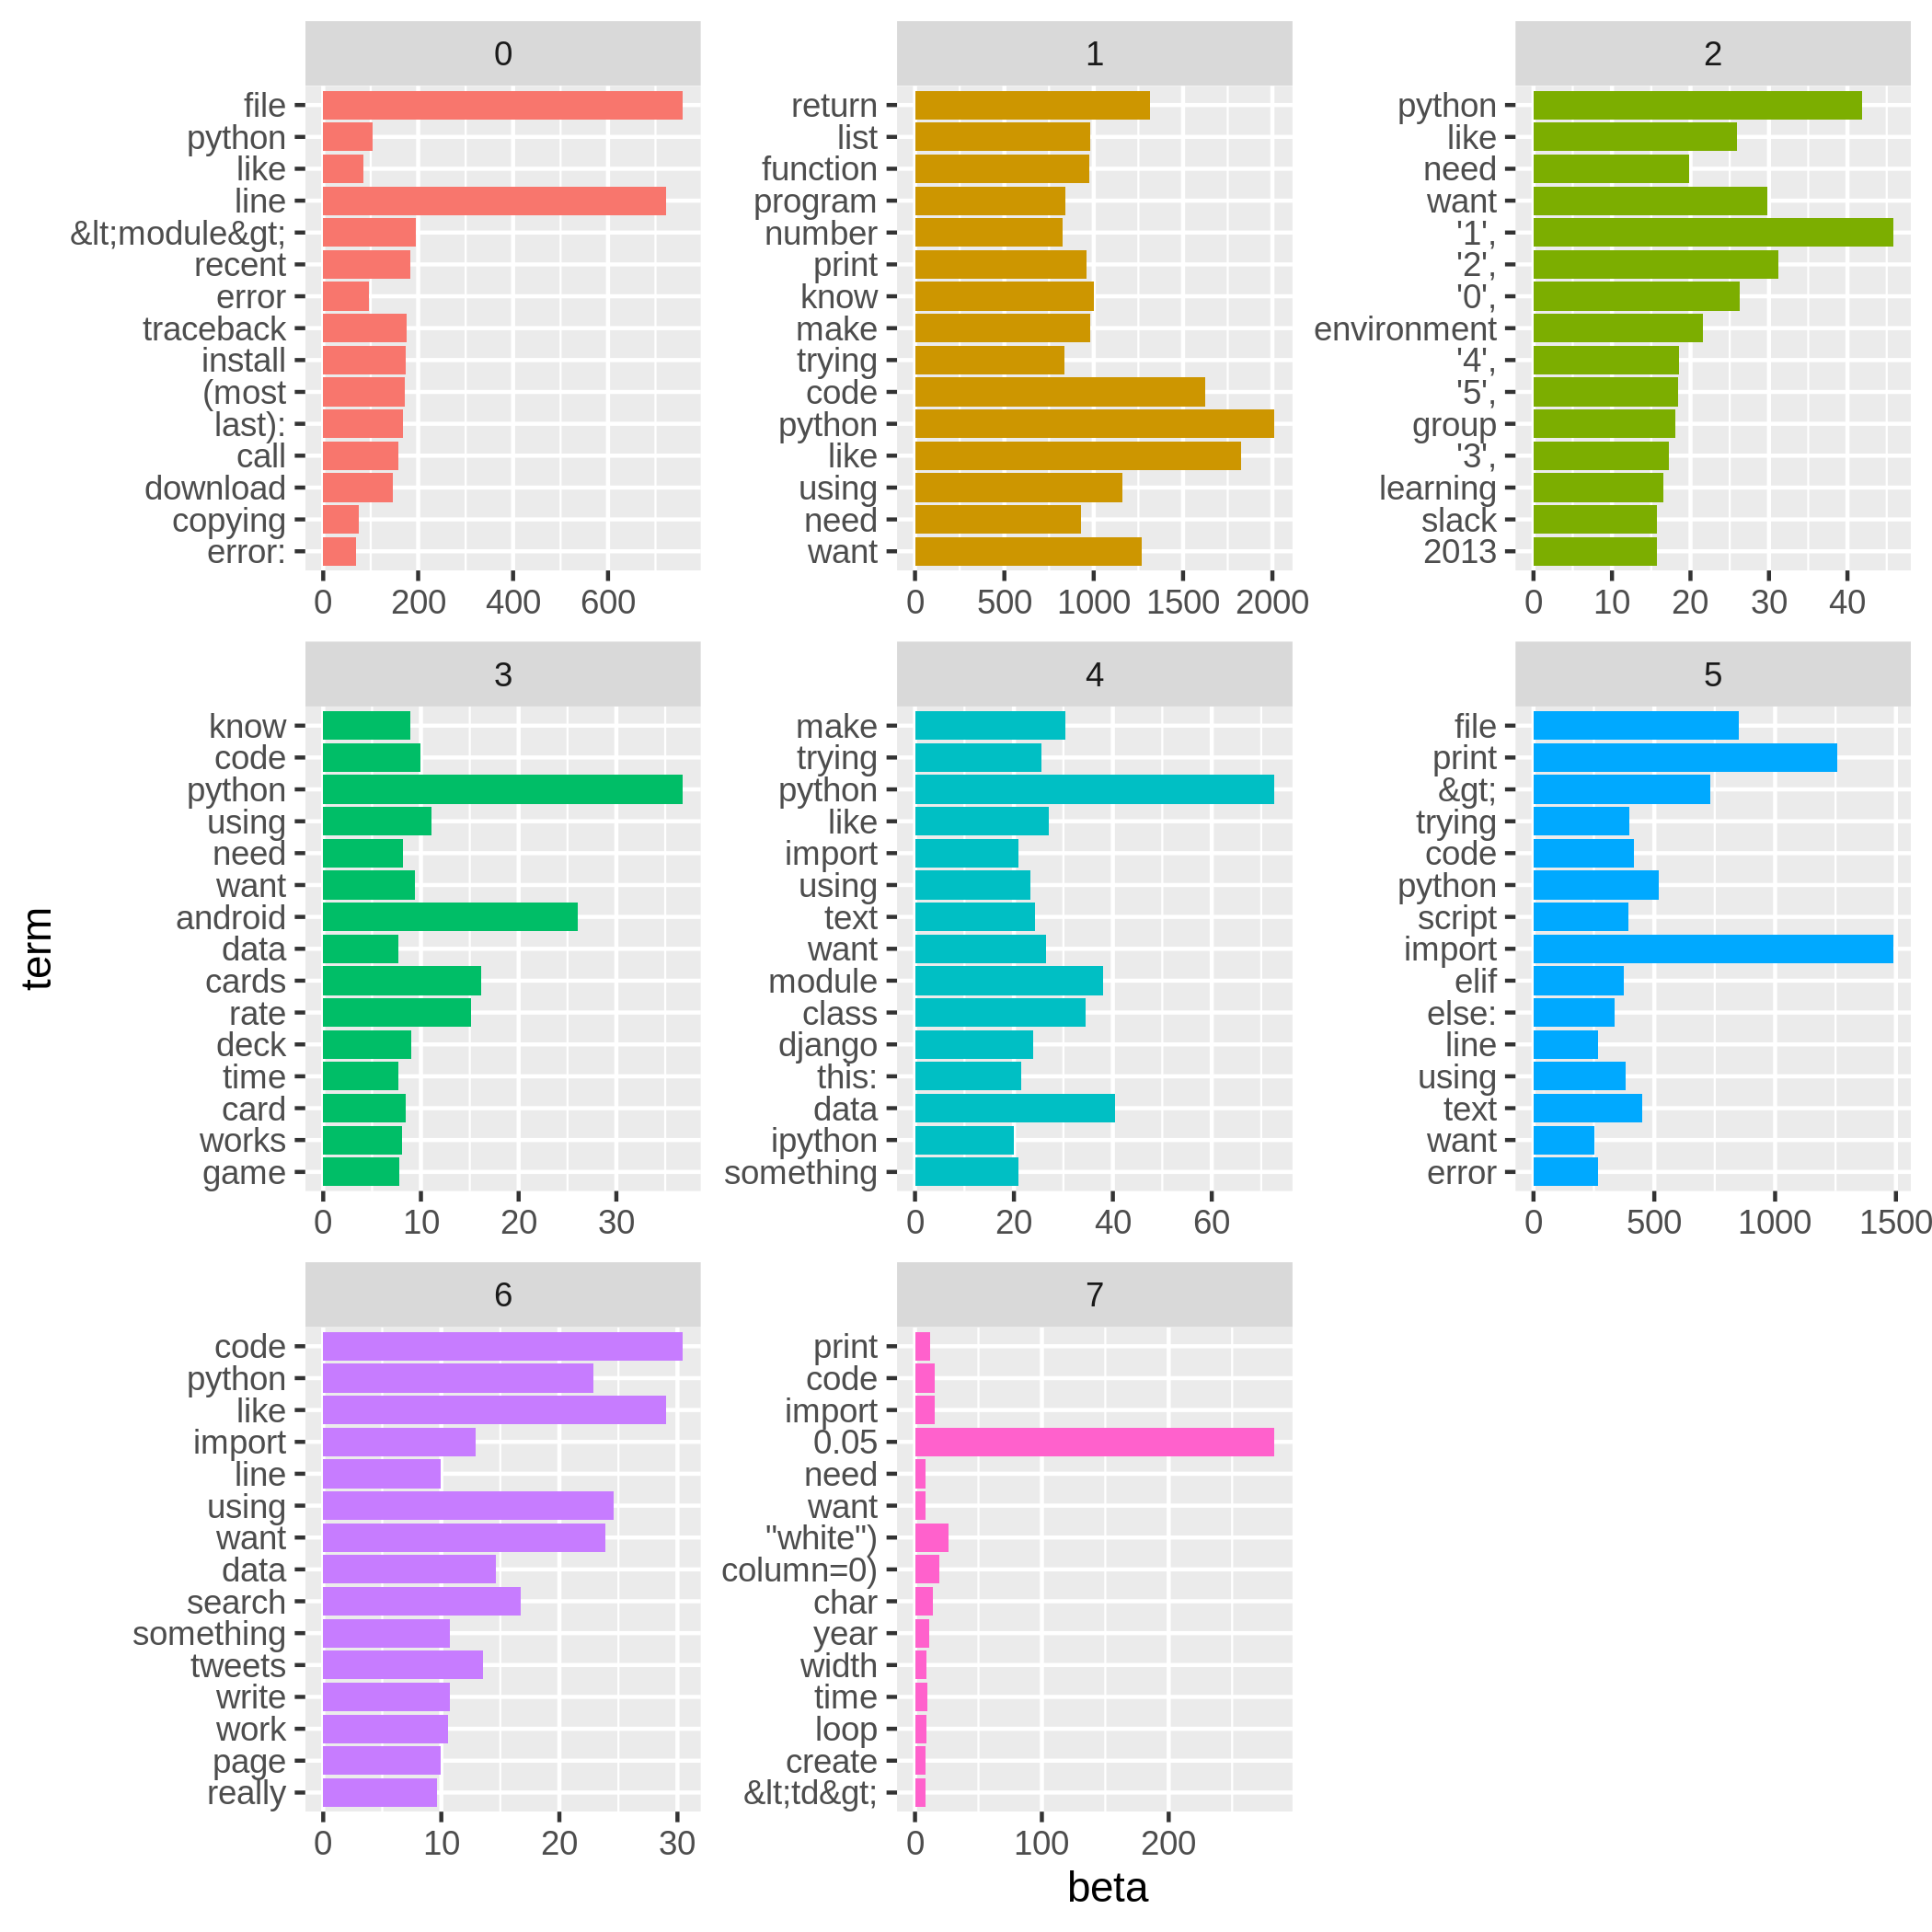 0
file
python
like
line
&lt;module&gt;
recent
error
traceback
install
(most
last):
call
download
copying
error:
0 200 400 600
1
return
list
function
program
number
print
know
make
trying
code
python
like
using
need
want
0 500 1000 1500 2000
2
python
like
need
want
'1',
'2',
'0',
environment
'4',
'5',
group
'3',
learning
slack
2013
0 10 20 30 40
term
3
know
code
python
using
need
want
android
data
cards
rate
deck
time
card
works
game
0 10 20 30
4
make
trying
python
like
import
using
text
want
module
class
django
this:
data
ipython
something
0 20 40 60
5
file
print
&gt;
trying
code
python
script
import
elif
else:
line
using
text
want
error
0 500 1000 1500
6
code
python
like
import
line
using
want
data
search
something
tweets
write
work
page
really
0 10 20 30
7
print
code
import
0.05
need
want
"white")
column=0)
char
year
width
time
loop
create
&lt;td&gt;
0 100 200
beta